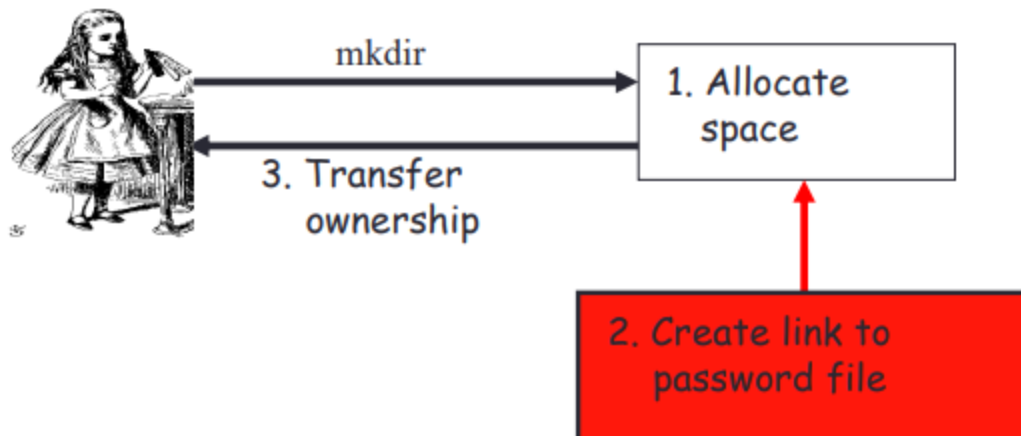 mkdir
1. Allocate
space
3. Transfer
ownership
2. Create link to
password file